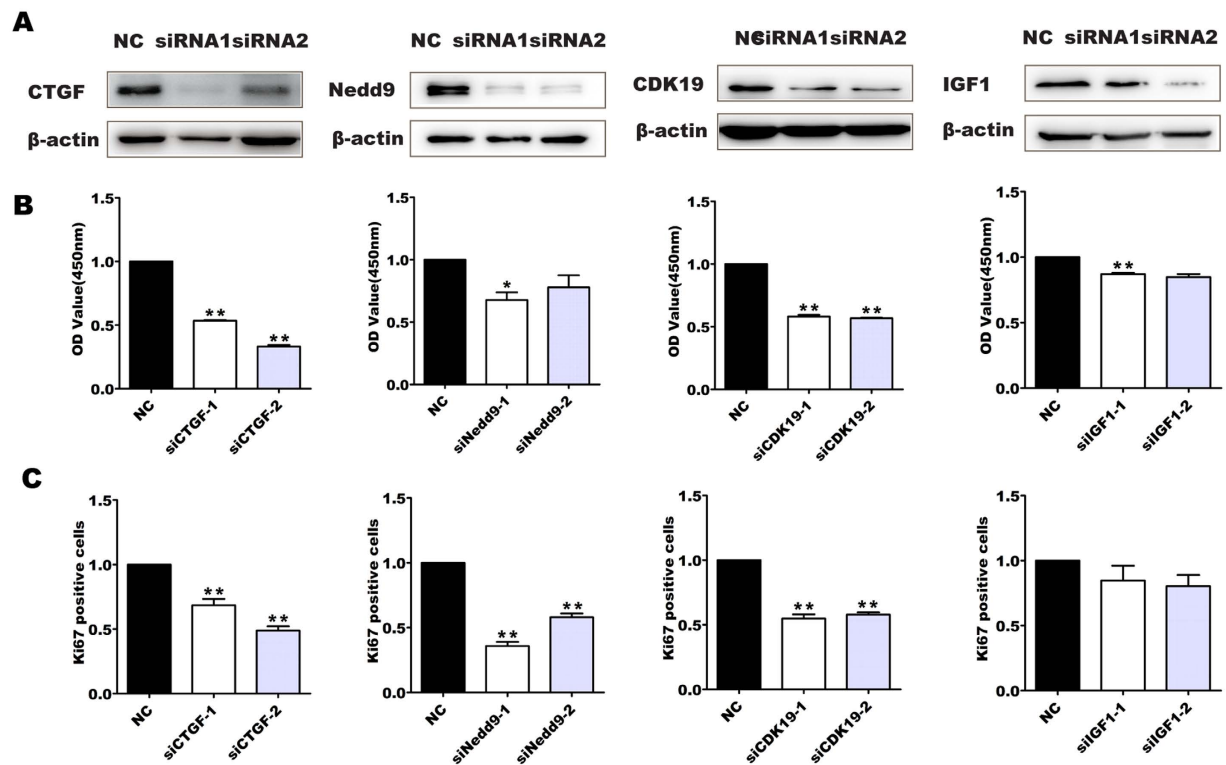 A
NC siRNA1siRNA2
CTGF
β-actin
NC siRNA1siRNA2
Nedd9
β-actin
NCsiRNA1siRNA2
CDK19
β-actin
NC siRNA1siRNA2
IGF1
β-actin
B
OD Value(450nm)
1.5
1.0
0.5
0.0
**
**
NC
siCTGF-1
siCTGF-2
OD Value(450nm)
1.5
1.0
0.5
0.0
*
NC
siNedd9-1
siNedd9-2
OD Value(450nm)
1.5
1.0
0.5
0.0
**
**
NC
siCDK19-1
siCDK19-2
OD Value(450nm)
1.5
1.0
0.5
0.0
**
NC
siIGF1-1
siIGF1-2
C
Ki67 positive cells
1.5
1.0
0.5
0.0
**
**
NC
siCTGF-1
siCTGF-2
Ki67 positive cells
1.5
1.0
0.5
0.0
**
**
NC
siNedd9-1
siNedd9-2
Ki67 positive cells
1.5
1.0
0.5
0.0
**
**
NC
siCDK19-1
siCDK19-2
Ki67 positive cells
1.5
1.0
0.5
0.0
NC
siIGF1-1
siIGF1-2